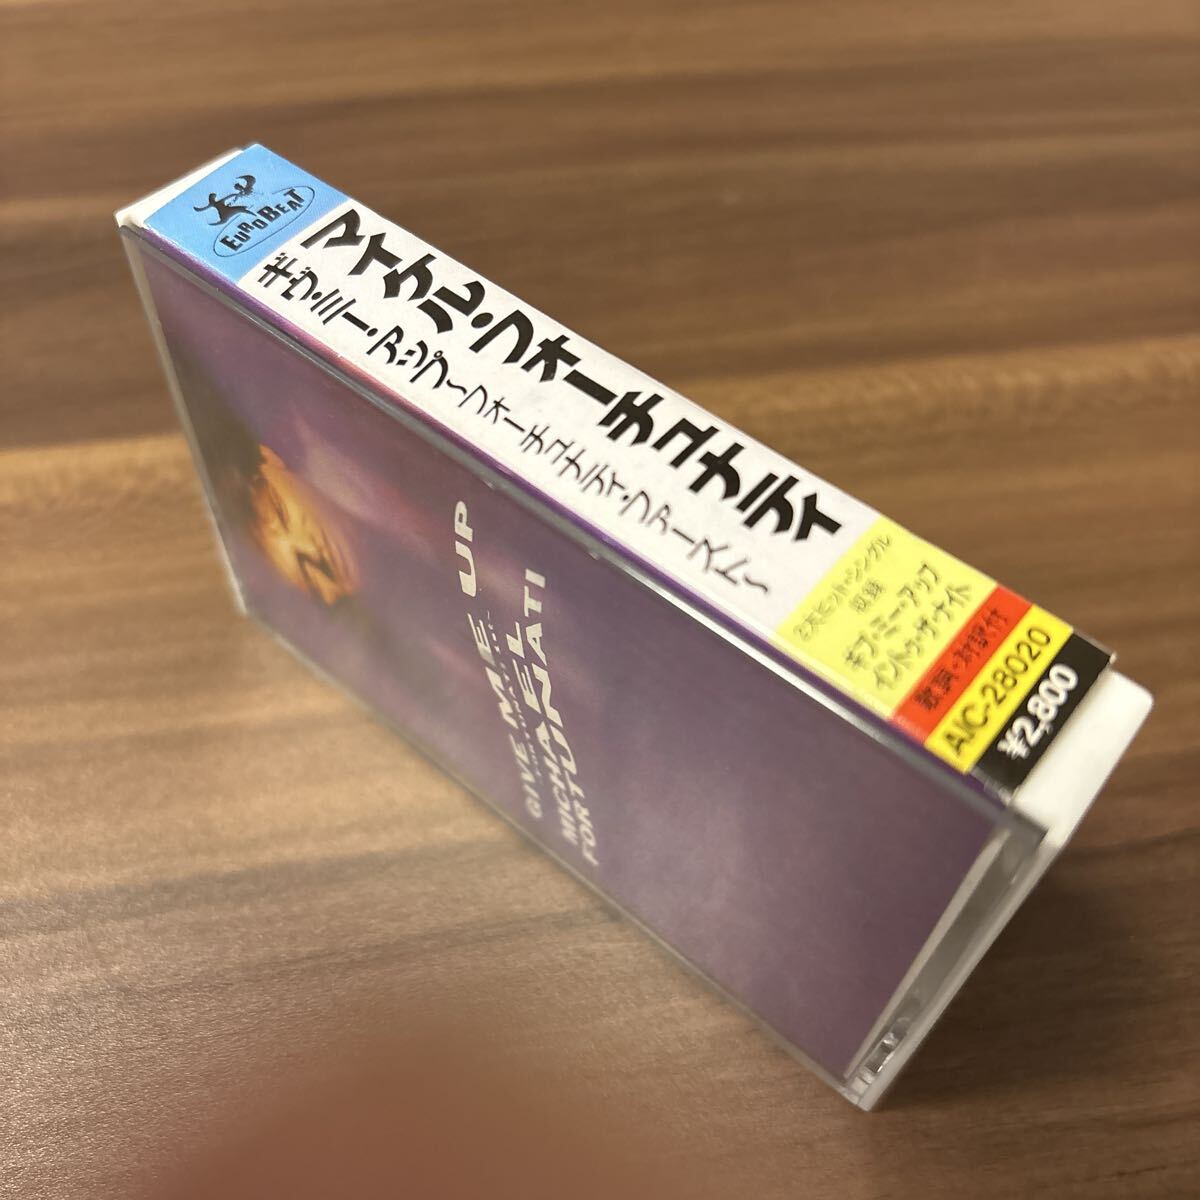 EUROBEAT
マイケル・フォーチュナティ
ギヴ・ミー・アップ〜フォーチュナティ・ファースト〜
2大ヒット・シングル
収録
ギブ・ミー・アップ
イントゥ・ザ・ナイト
歌詞・対訳付
AIC-28020
¥2,800
GIVE ME UP
MICHAEL
FORTUNATI